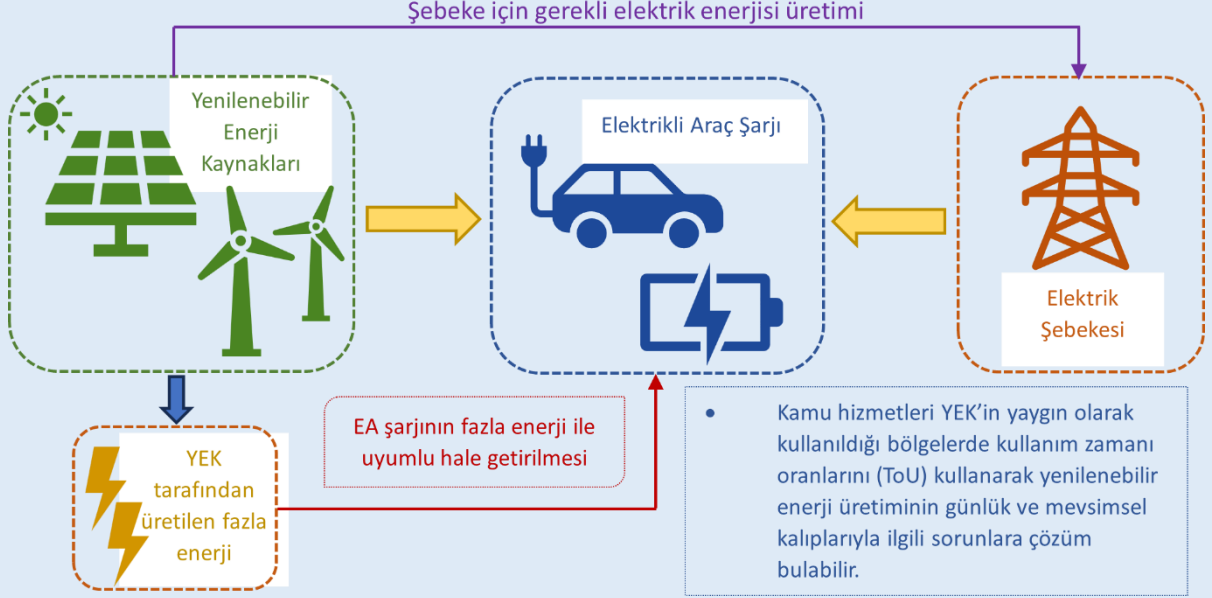 Şebeke için gerekli elektrik enerjisi üretimi
Yenilenebilir
Enerji
Kaynakları
Elektrikli Araç Şarjı
Elektrik
Şebekesi
YEK
tarafından
üretilen fazla
enerji
EA şarjının fazla enerji ile
uyumlu hale getirilmesi
• Kamu hizmetleri YEK’in yaygın olarak
kullanıldığı bölgelerde kullanım zamanı
oranlarını (ToU) kullanarak yenilenebilir
enerji üretiminin günlük ve mevsimsel
kalıplarıyla ilgili sorunlara çözüm
bulabilir.